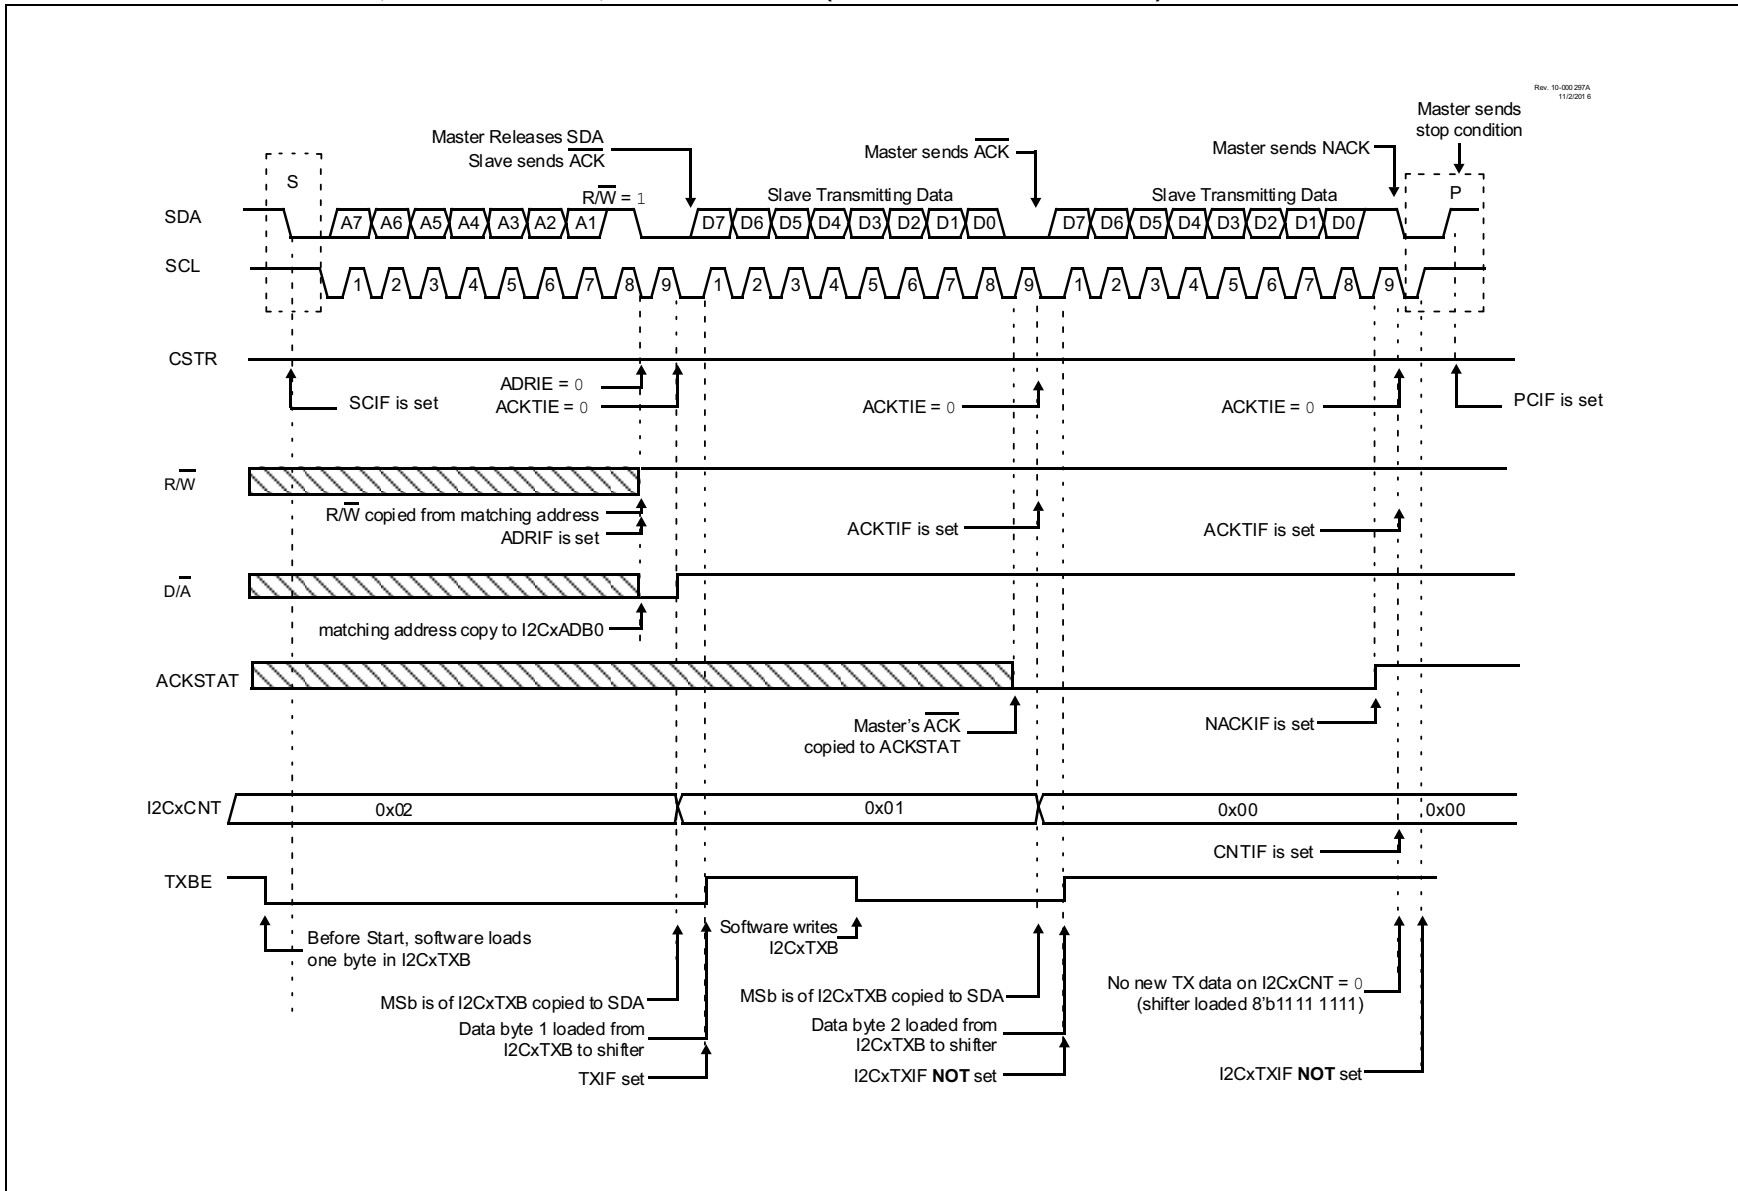 Rev. 10-000 297A
11/2/201 6
Master sends
stop condition
Master Releases SDA
Slave sends ACK
Master sends ACK
Master sends NACK
S
R/W = 1
Slave Transmitting Data
Slave Transmitting Data
P
SDA
A7 A6 A5 A4 A3 A2 A1
D7 D6 D5 D4 D3 D2 D1 D0
D7 D6 D5 D4 D3 D2 D1 D0
SCL
1 2 3 4 5 6 7 8 9
1 2 3 4 5 6 7 8 9
1 2 3 4 5 6 7 8 9
CSTR
SCIF is set
ADRIE = 0
ACKTIE = 0
ACKTIE = 0
ACKTIE = 0
PCIF is set
R/W
R/W copied from matching address
ADRIF is set
ACKTIF is set
ACKTIF is set
D/A
matching address copy to I2CxADB0
ACKSTAT
Master's ACK
copied to ACKSTAT
NACKIF is set
I2CxCNT
0x02
0x01
0x00
0x00
CNTIF is set
TXBE
Before Start, software loads
one byte in I2CxTXB
Software writes
I2CxTXB
MSb is of I2CxTXB copied to SDA
Data byte 1 loaded from
I2CxTXB to shifter
TXIF set
MSb is of I2CxTXB copied to SDA
Data byte 2 loaded from
I2CxTXB to shifter
I2CxTXIF NOT set
No new TX data on I2CxCNT = 0
(shifter loaded 8'b1111 1111)
I2CxTXIF NOT set